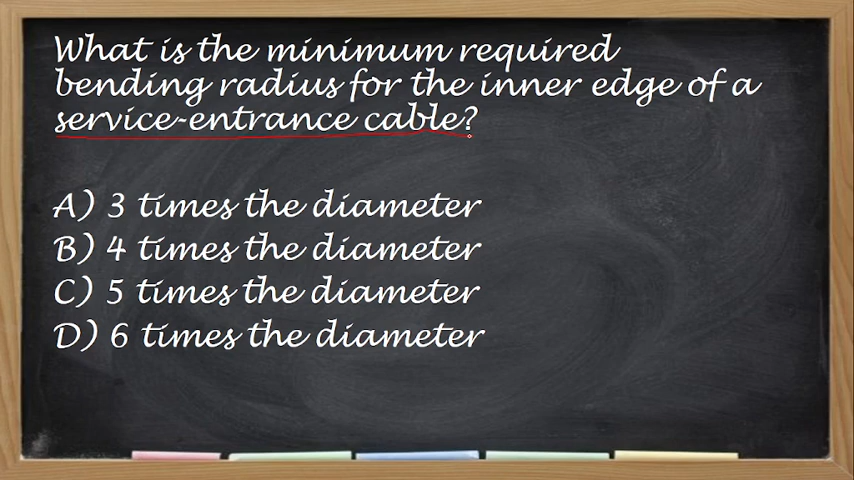 What is the minimum required
bending radius for the inner edge of a
service-entrance cable?
A) 3 times the diameter
B) 4 times the diameter
C) 5 times the diameter
D) 6 times the diameter